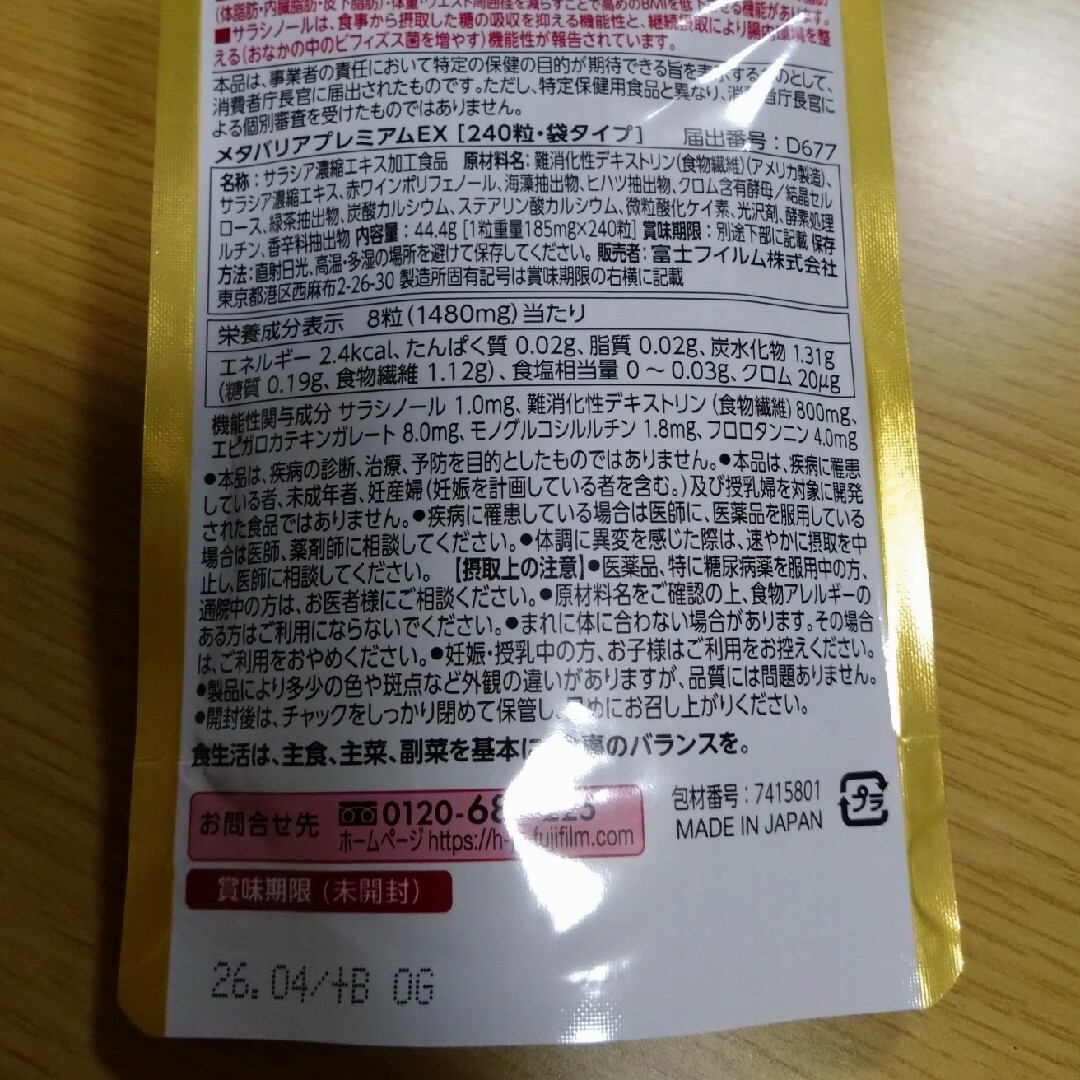 (体脂肪・内臓脂肪・皮下脂肪)・体重・ウエスト周囲径を減らすことで高めのBMIを低下させる機能があります。
■サラシノールは、食事から摂取した糖の吸収を抑える機能性と、継続摂取により腸内環境を整
える(おなかの中のビフィズス菌を増やす)機能性が報告されています。
本品は、事業者の責任において特定の保健の目的が期待できる旨を表示するものとして、
消費者庁長官に届出されたものです。ただし、特定保健用食品と異なり、消費者庁長官に
よる個別審査を受けたものではありません。
メタバリアプレミアムEX [240粒・袋タイプ] 届出番号:D677
名称:サラシア濃縮エキス加工食品 原材料名:難消化性デキストリン(食物繊維)(アメリカ製造)、
サラシア濃縮エキス、赤ワインポリフェノール、海藻抽出物、ヒハツ抽出物、クロム含有酵母/結晶セル
ロース、緑茶抽出物、炭酸カルシウム、ステアリン酸カルシウム、微粒酸化ケイ素、光沢剤、酵素処理
ルチン、香辛料抽出物 内容量:44.4g [1粒重量185mg×240粒] 賞味期限:別途下部に記載 保存
方法:直射日光、高温・多湿の場所を避けて保存してください。 販売者:富士フイルム株式会社
東京都港区西麻布2-26-30 製造所固有記号は賞味期限の右横に記載
栄養成分表示 8粒(1480mg)当たり
エネルギー 2.4kcal、たんぱく質 0.02g、脂質 0.02g、炭水化物 1.31g
(糖質 0.19g、食物繊維 1.12g)、食塩相当量 0～0.03g、クロム 20μg
機能性関与成分 サラシノール 1.0mg、難消化性デキストリン(食物繊維) 800mg、
エピガロカテキンガレート 8.0mg、モノグルコシルルチン 1.8mg、フロロタンニン 4.0mg
●本品は、疾病の診断、治療、予防を目的としたものではありません。●本品は、疾病に罹患
している者、未成年者、妊産婦(妊娠を計画している者を含む。)及び授乳婦を対象に開発
された食品ではありません。●疾病に罹患している場合は医師に、医薬品を服用している
場合は医師、薬剤師に相談してください。●体調に異変を感じた際は、速やかに摂取を中
止し、医師に相談してください。 【摂取上の注意】●医薬品、特に糖尿病薬を服用中の方、
通院中の方は、お医者様にご相談ください。●原材料名をご確認の上、食物アレルギーの
ある方はご利用にならないでください。●まれに体に合わない場合があります。その場合
は、ご利用をおやめください。●妊娠・授乳中の方、お子様はご利用をお控えください。
●製品により多少の色や斑点など外観の違いがありますが、品質には問題ありません。
●開封後は、チャックをしっかり閉めて保管し、早めにお召し上がりください。
食生活は、主食、主菜、副菜を基本に、食事のバランスを。
お問合せ先 0120-68 225
ホームページ https://h- fujifilm.com
包材番号:7415801
MADE IN JAPAN
プラ
賞味期限(未開封)
26.04/+B 0G